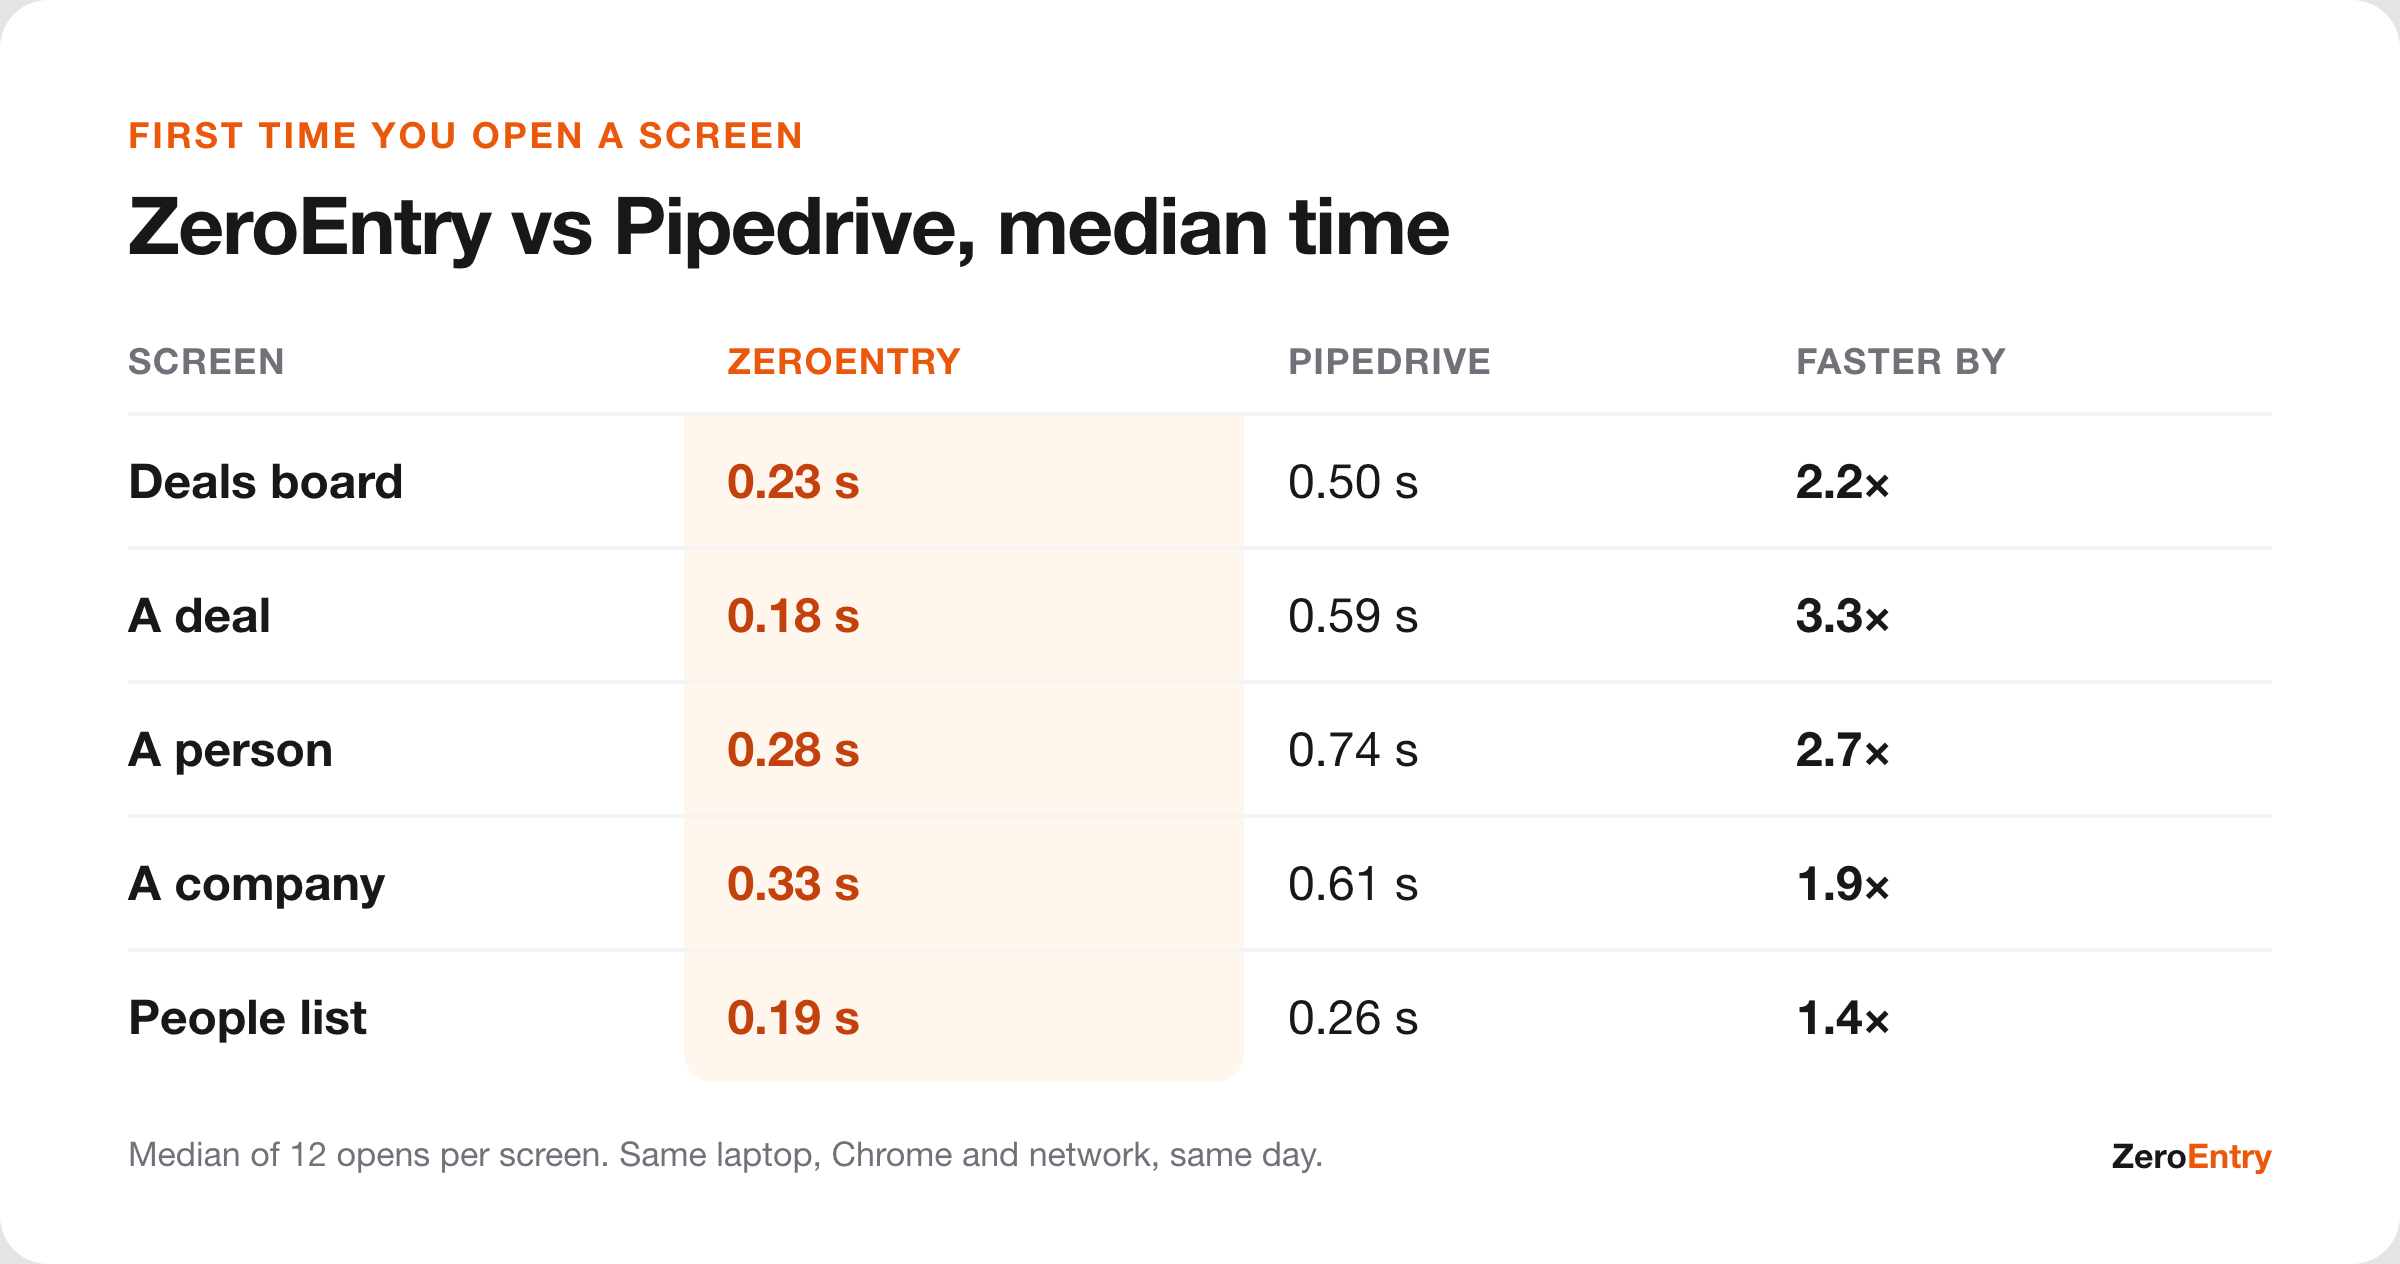 FIRST TIME YOU OPEN A SCREEN
ZeroEntry vs Pipedrive, median time
SCREEN ZEROENTRY PIPEDRIVE FASTER BY
Deals board 0.23 s 0.50 s 2.2×
A deal 0.18 s 0.59 s 3.3×
A person 0.28 s 0.74 s 2.7×
A company 0.33 s 0.61 s 1.9×
People list 0.19 s 0.26 s 1.4×
Median of 12 opens per screen. Same laptop, Chrome and network, same day.
ZeroEntry